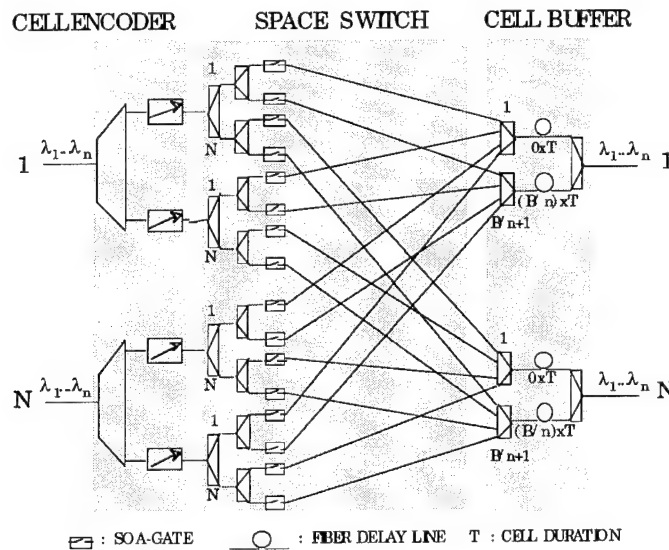 CELLENCODER SPACE SWITCH CELL BUFFER
1
1
N
1 λ1..λn
0xT
λ1..λn 1
1
(B/n)xT
N
B/n+1
1
1
N
0xT
N λ1..λn
λ1..λn N
1
(B/n)xT
B/n+1
N
: SOA-GATE : FIBER DELAY LINE T : CELL DURATION